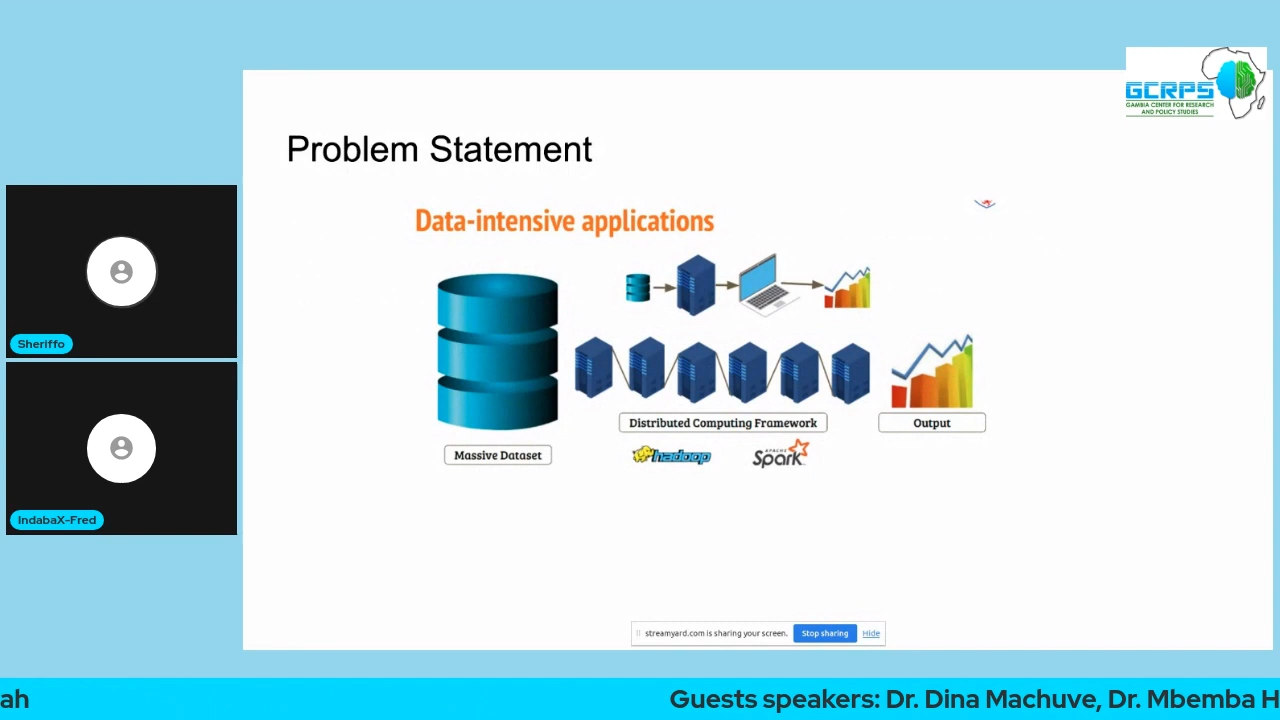 GCRPS
GAMBIA CENTER FOR RESEARCH
AND POLICY STUDIES
Problem Statement
Data-intensive applications
Distributed Computing Framework
Output
Massive Dataset
hadoop
APACHE
Spark
Sheriffo
IndabaX-Fred
streamyard.com is sharing your screen. Stop sharing Hide
ah Guests speakers: Dr. Dina Machuve, Dr. Mbemba H